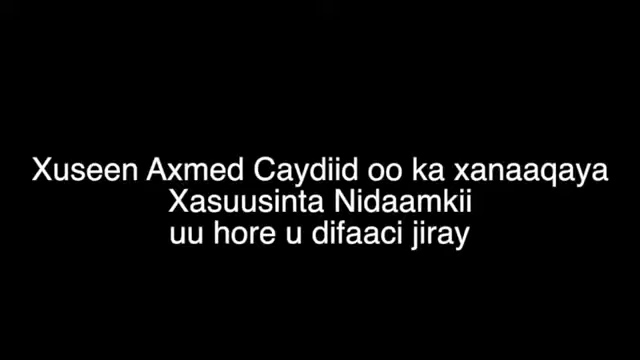 Xuseen Axmed Caydiid oo ka xanaaqaya
Xasuusinta Nidaamkii
uu hore u difaaci jiray